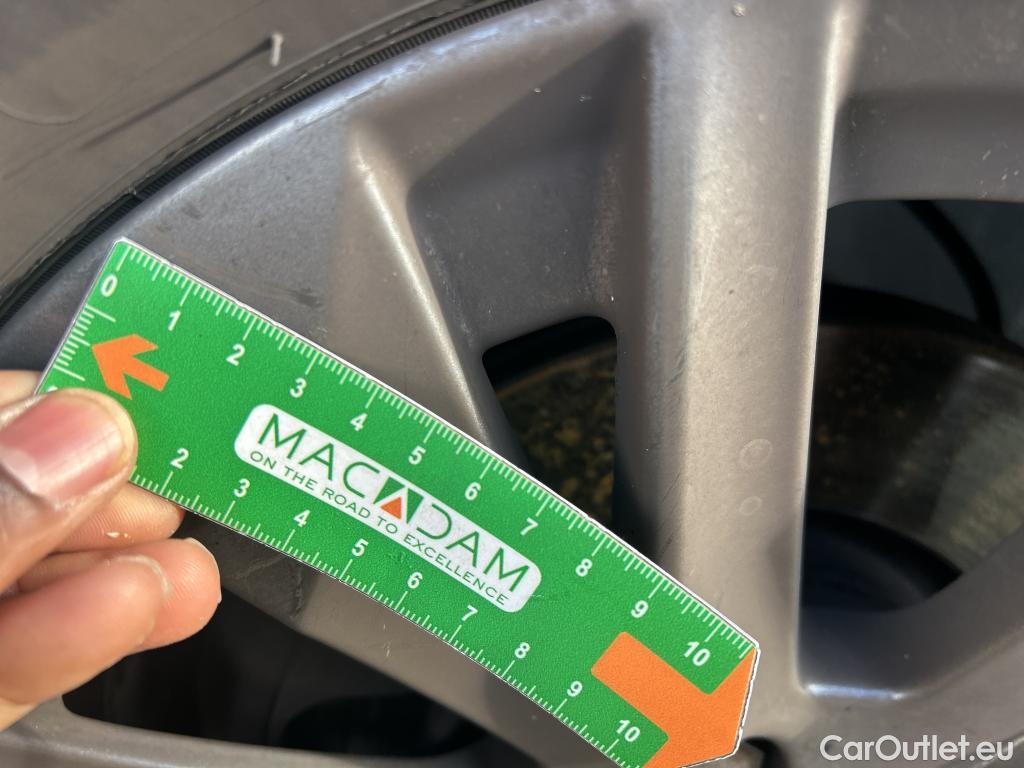 0 1 2 3 4 5 6 7 8 9 10
MACADAM
ON THE ROAD TO EXCELLENCE
2 3 4 5 6 7 8 9 10
CarOutlet.eu